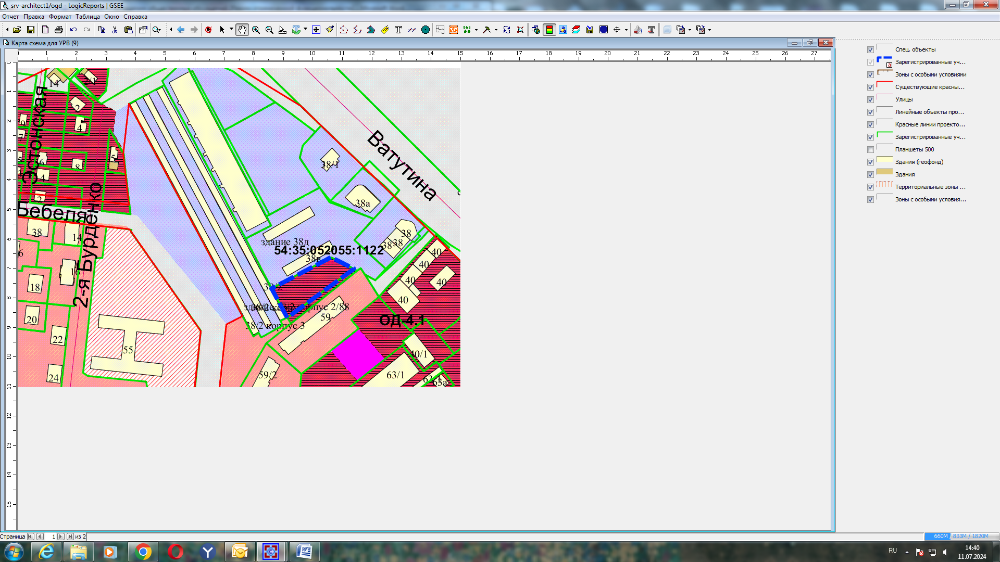 srv-architect1/ogd - LogicReports | GSEE
Отчет Правка Формат Таблица Окно Справка
Карта схема для УРВ (9)
0 1 2 3 4 5 6 7 8 9 10 11 12 13 14 15 16 17 18 19 20 21 22 23 24 25 26 27
0
1
2
3
4
5
6
7
8
9
10
11
12
13
14
15
14
2/1
2
4
9
7
5
6
4
8
5
2
Эстонская
Бебеля
2-я Бурденко
Ватутина
38
14
6
18
20
22
24
55
38/1
38а
38
38
38
здание 38д
54:35:052055:1122
38в
40
40
40
40
40
59
38/2 корпус 3
ОД-4.1
59/2
40/1
63/1
63а
Спец. объекты
Зарегистрированные уч...
Зоны с особыми условиями
Существующие красны...
Улицы
Линейные объекты про...
Красные линии проекто...
Зарегистрированные уч...
Планшеты 500
Здания (геофонд)
Здания
Территориальные зоны ...
Зоны с особыми условия...
Страница 1 из 2
660M 833M / 1820M
RU
14:40
11.07.2024